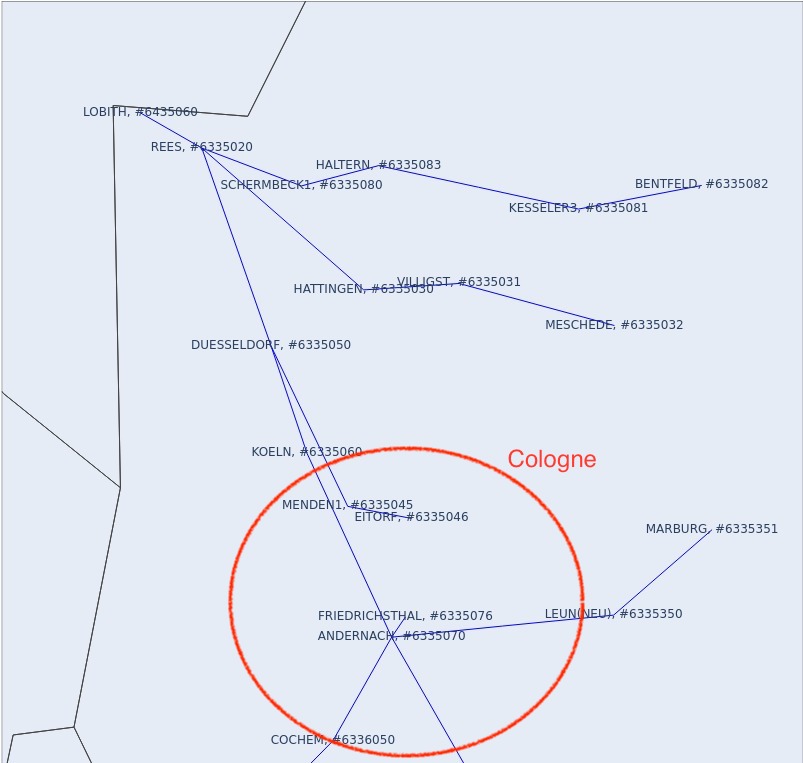 LOBITH, #6435060
REES, #6335020
HALTERN, #6335083
SCHERMBECK1, #6335080
BENTFELD, #6335082
KESSELER3, #6335081
VILLIGST, #6335031
HATTINGEN, #6335030
MESCHEDE, #6335032
DUESSELDORF, #6335050
KOELN, #6335060
Cologne
MENDEN1, #6335045
EITORF, #6335046
MARBURG, #6335351
FRIEDRICHSTHAL, #6335076
LEUN(NEU), #6335350
ANDERNACH, #6335070
COCHEM, #6336050